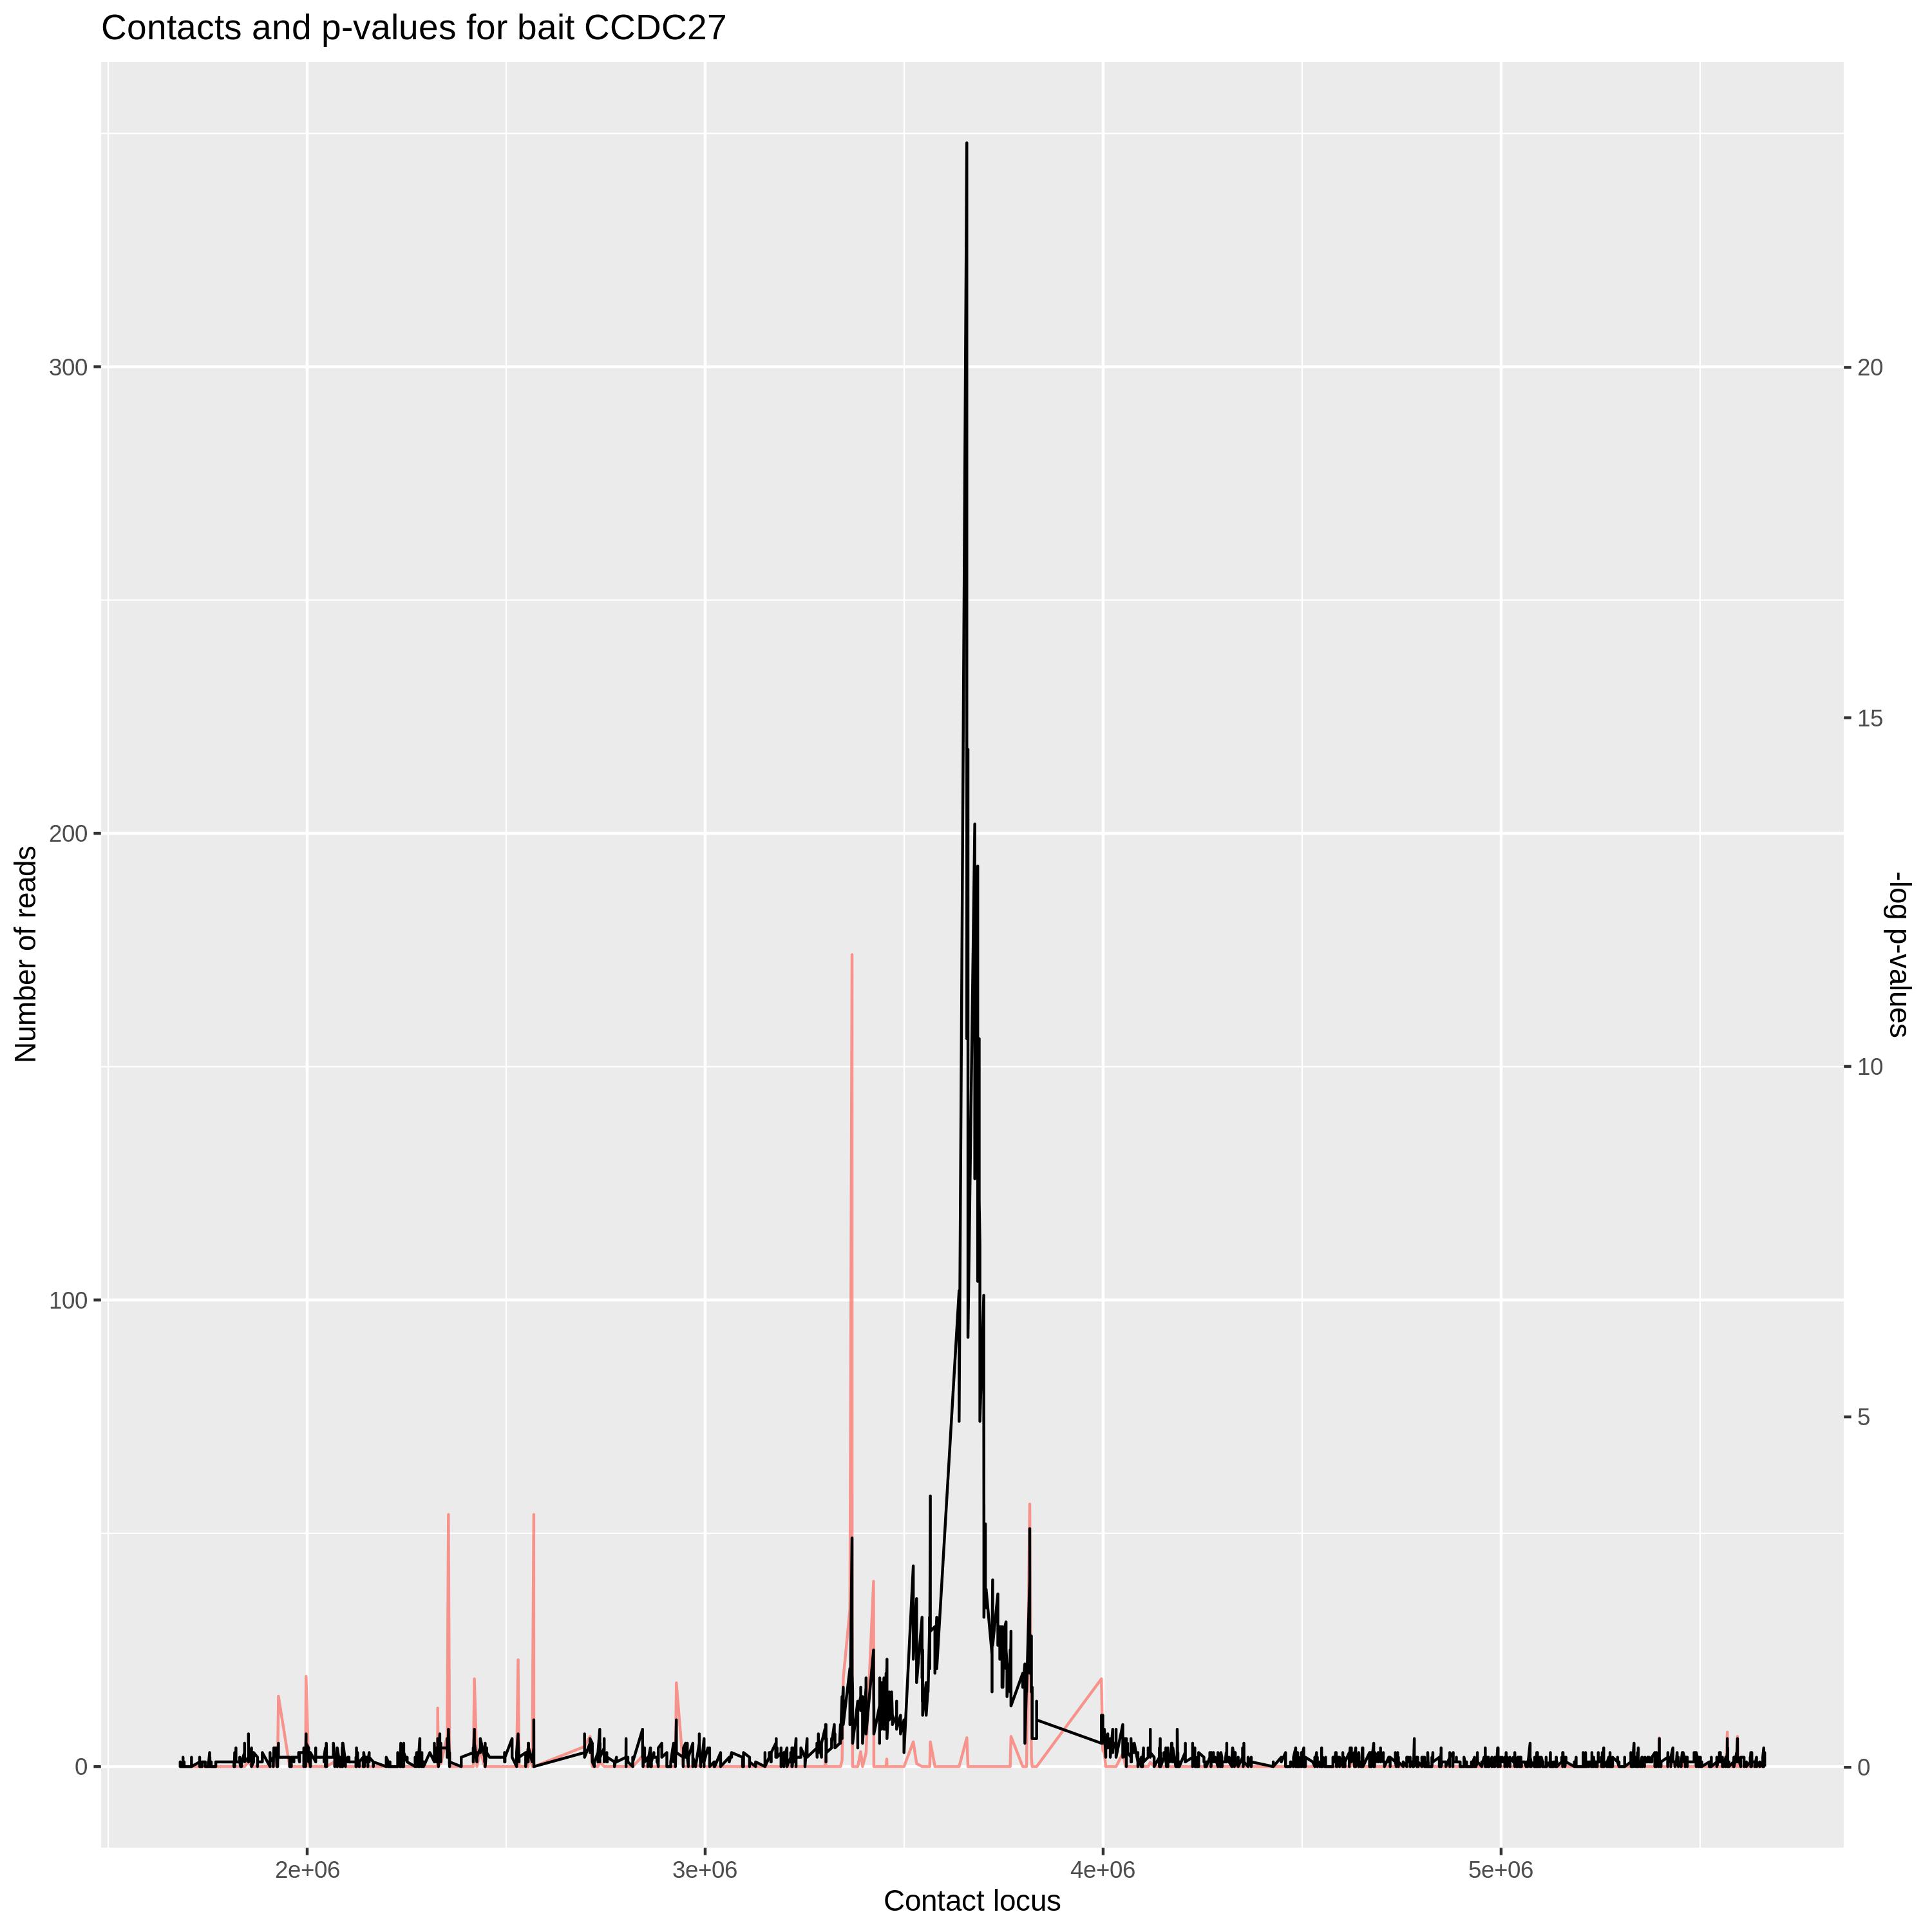 Contacts and p-values for bait CCDC27
300
200
100
0
Number of reads
20
15
10
5
0
-log p-values
2e+06 3e+06 4e+06 5e+06
Contact locus